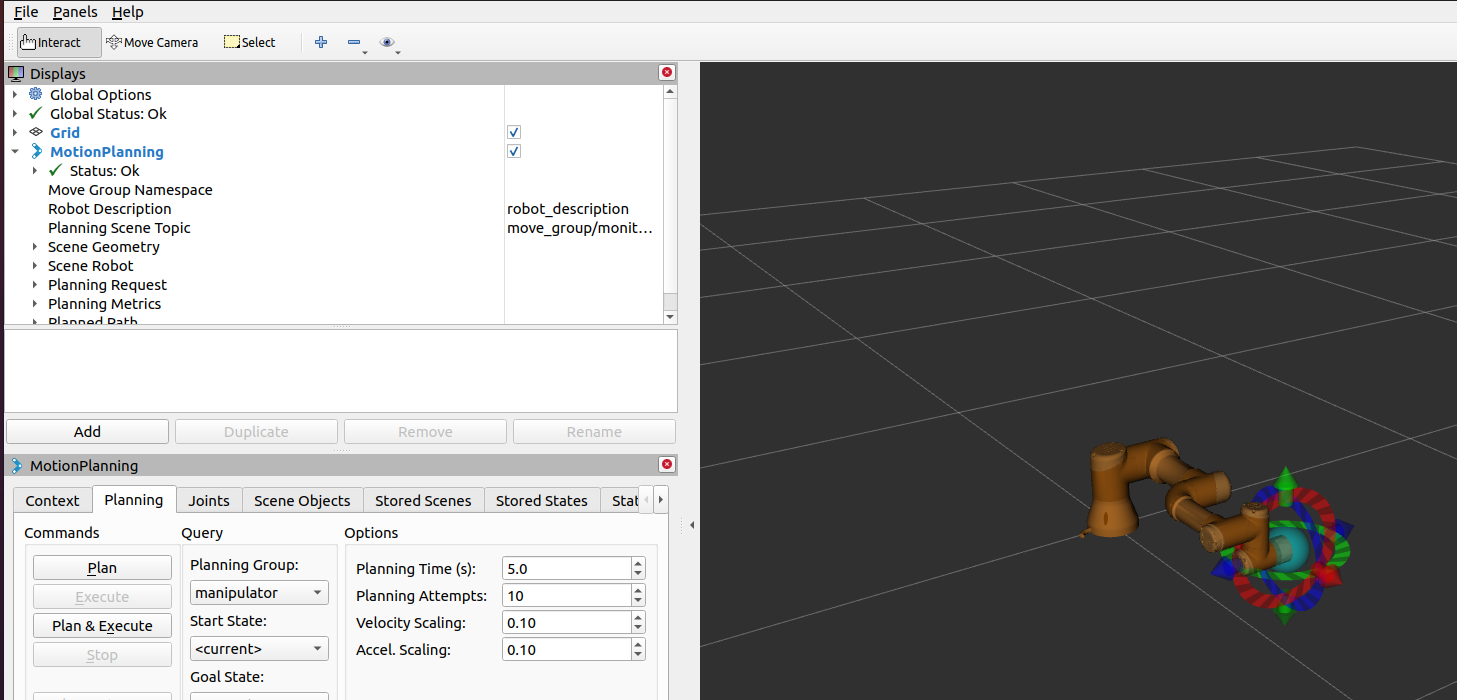 File Panels Help
Interact Move Camera Select
Displays
Global Options
Global Status: Ok
Grid
MotionPlanning
Status: Ok
Move Group Namespace
Robot Description robot_description
Planning Scene Topic move_group/monit...
Scene Geometry
Scene Robot
Planning Request
Planning Metrics
Planned Path
Add Duplicate Remove Rename
MotionPlanning
Context Planning Joints Scene Objects Stored Scenes Stored States Stat
Commands Query Options
Plan Planning Group: Planning Time (s): 5.0
Execute manipulator Planning Attempts: 10
Plan & Execute Start State: Velocity Scaling: 0.10
Stop <current> Accel. Scaling: 0.10
Goal State: